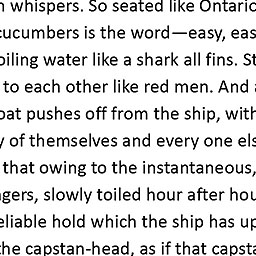 whispers. So seated like Ontario
cucumbers is the word—easy, eas
oiling water like a shark all fins. St
to each other like red men. And
oat pushes off from the ship, with
of themselves and every one els
that owing to the instantaneous,
gers, slowly toiled hour after hou
eliable hold which the ship has up
the capstan-head, as if that capsta